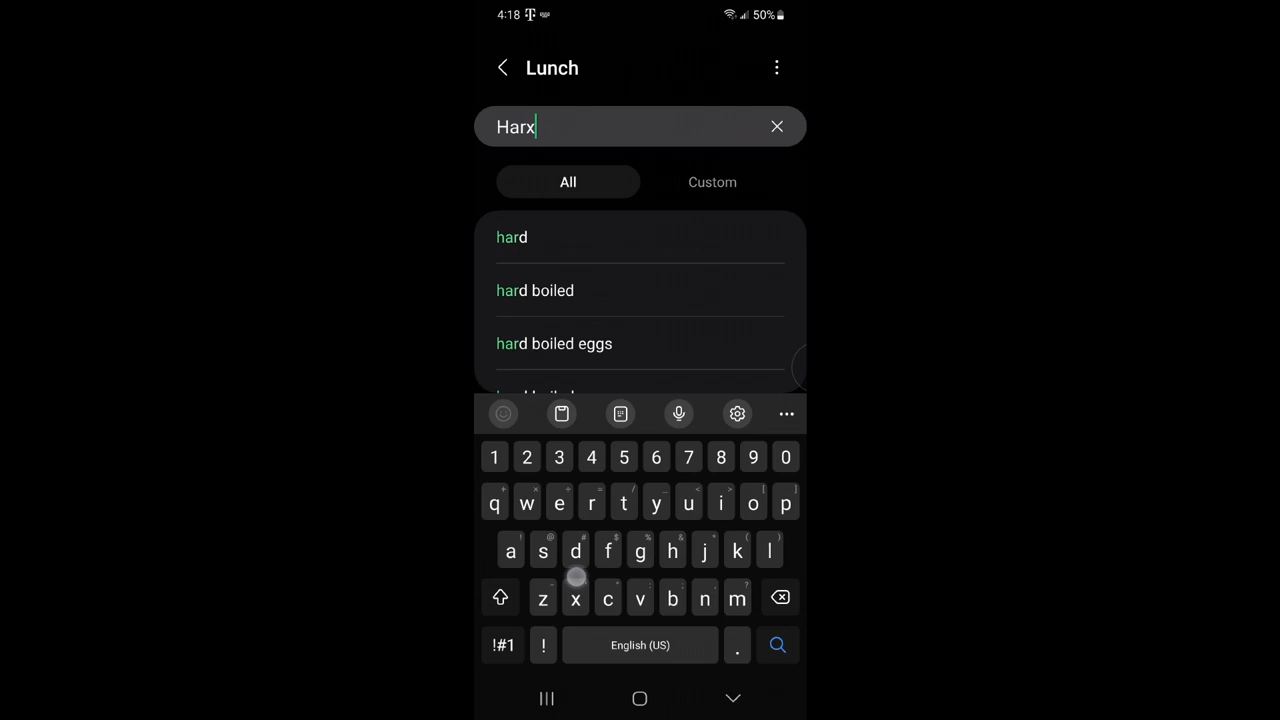 4:18 T 50%
Lunch
Harx
All Custom
hard
hard boiled
hard boiled eggs
1 2 3 4 5 6 7 8 9 0
q w e r t y u i o p
a s d f g h j k l
z x c v b n m
!#1 ! English (US) .